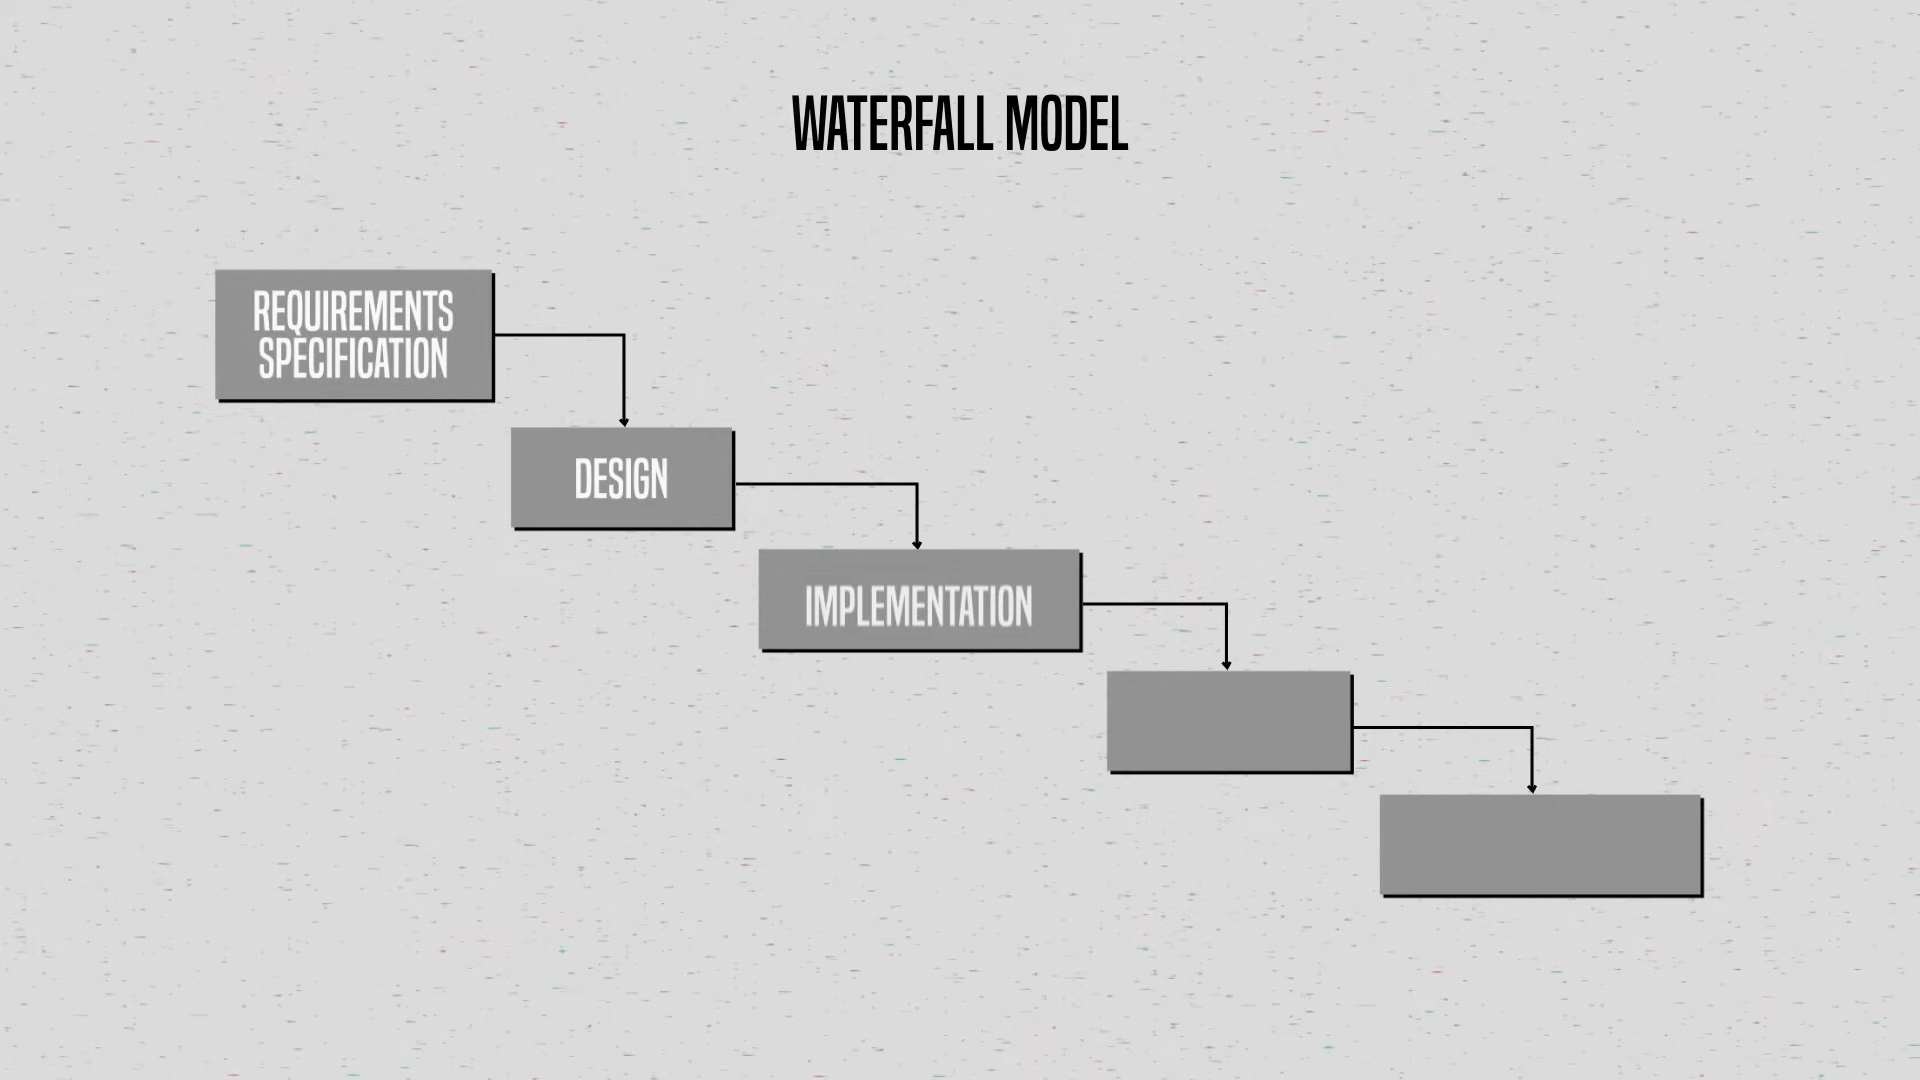 WATERFALL MODEL
REQUIREMENTS
SPECIFICATION
DESIGN
IMPLEMENTATION